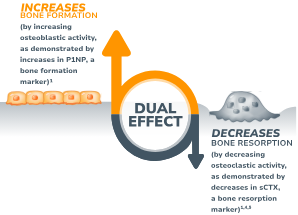 INCREASES
BONE FORMATION
(by increasing
osteoblastic activity,
as demonstrated by
increases in P1NP, a
bone formation
marker)¹
DUAL
EFFECT
DECREASES
BONE RESORPTION
(by decreasing
osteoclastic activity,
as demonstrated by
decreases in sCTX,
a bone resorption
marker)¹,⁴,⁵